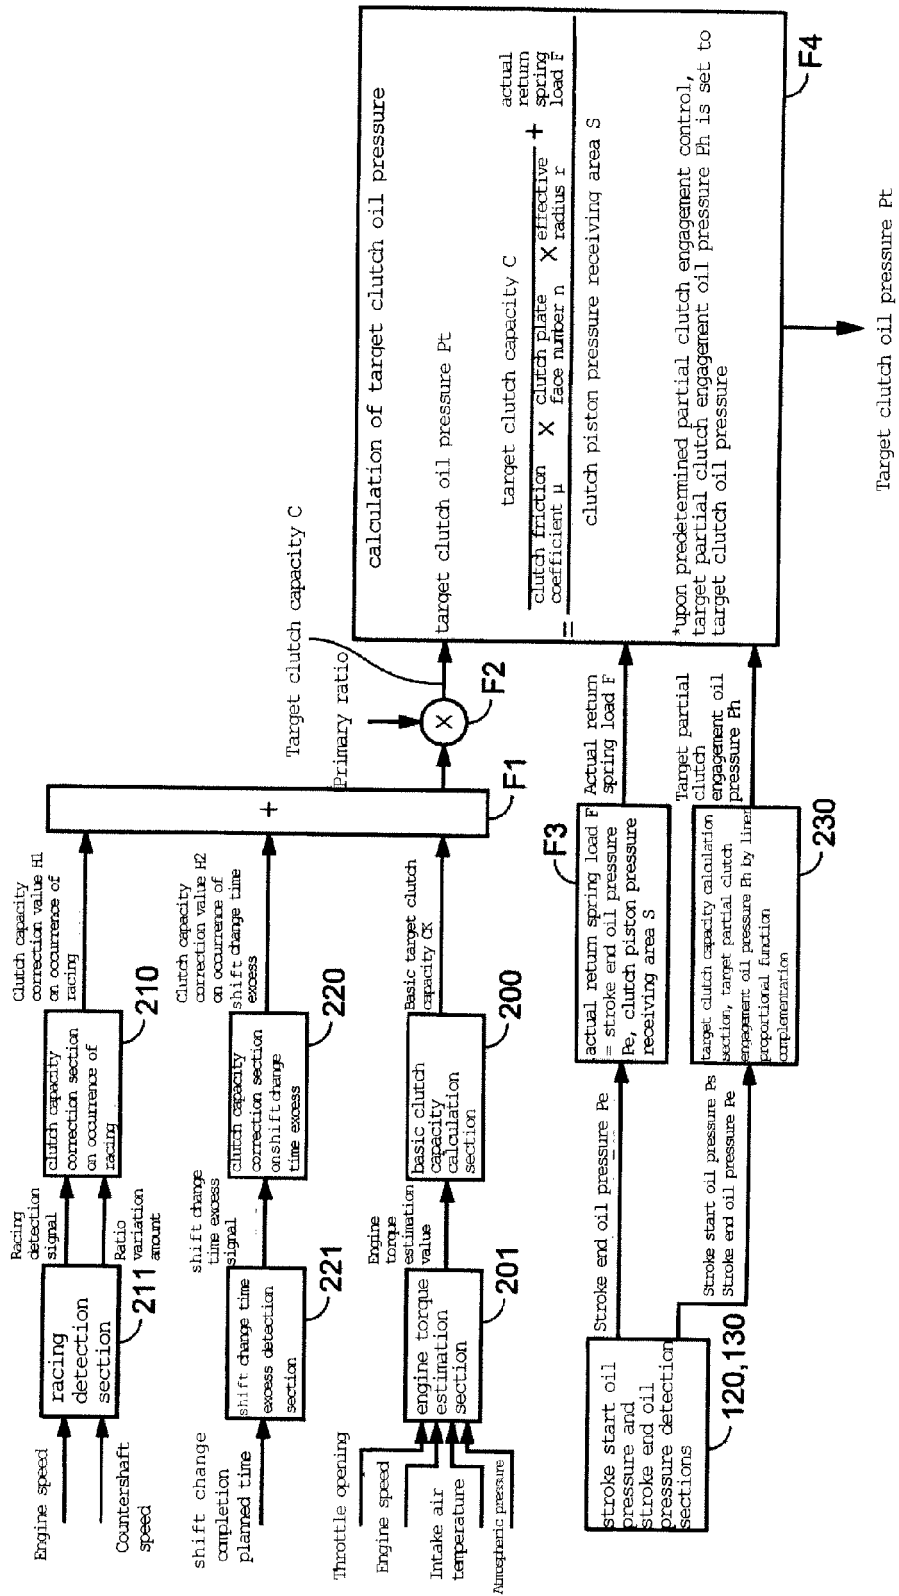 Engine speed
Countershaft
speed
racing
detection
section
211
Racing
detection
signal
Ratio
variation
amount
clutch capacity
correction section
on occurrence of
racing
210
Clutch capacity
correction value H1
on occurrence of
racing
shift change
completion
planned time
shift change time
excess detection
section
221
shift change
time excess
signal
clutch capacity
correction section
onshift change
time excess
220
Clutch capacity
correction value H2
on occurrence of
shift change time
excess
Throttle opening
Engine speed
Intake air
temperature
Atmospheric pressure
engine torque
estimation
section
201
Engine
torque
estimation
value
basic clutch
capacity
calculation
section
200
Basic target clutch
capacity CK
+
F1
Primary ratio
X
F2
Target clutch capacity C
stroke start oil
pressure and
stroke end oil
pressure detection
sections
120,130
Stroke end oil pressure Pe
Stroke start oil pressure Ps
Stroke end oil pressure Pe
F3
actual return spring load F
= stroke end oil pressure
Pe, clutch piston pressure
receiving area S
Actual return
spring load F
target clutch capacity calculation
section, target partial clutch
engagement oil pressure Ph by liner
proportional function
complementation
230
Target partial
clutch
engagement oil
pressure Ph
calculation of target clutch oil pressure
target clutch oil pressure Pt
target clutch capacity C
clutch friction X clutch plate X effective
coefficient μ face number n radius r
+
actual
return
spring
load F
=
clutch piston pressure receiving area S
*upon predetermined partial clutch engagement control,
target partial clutch engagement oil pressure Ph is set to
target clutch oil pressure
F4
Target clutch oil pressure Pt